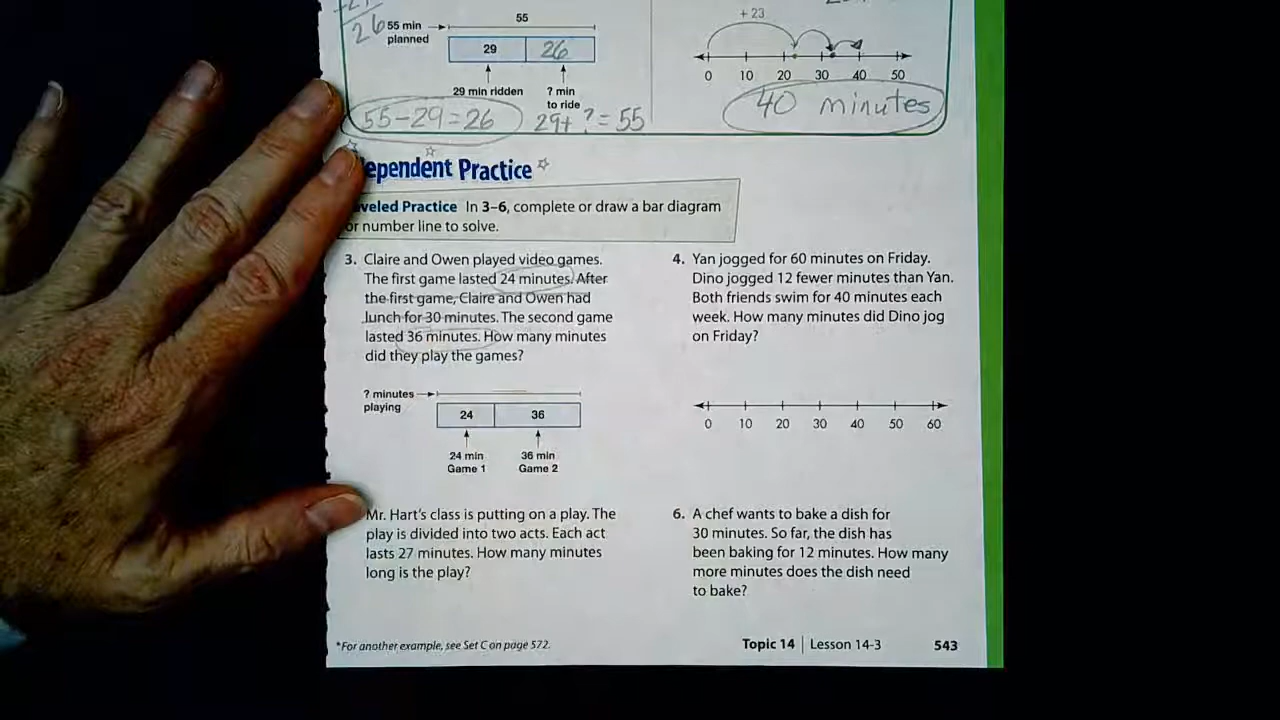 26
55 min
planned
55
29
26
29 min ridden
? min
to ride
55-29=26
29+?=55
+23
0 10 20 30 40 50
40 minutes
ependent Practice
veled Practice In 3–6, complete or draw a bar diagram
or number line to solve.
3. Claire and Owen played video games.
The first game lasted 24 minutes. After
the first game, Claire and Owen had
lunch for 30 minutes. The second game
lasted 36 minutes. How many minutes
did they play the games?
? minutes
playing
24 36
24 min
Game 1
36 min
Game 2
4. Yan jogged for 60 minutes on Friday.
Dino jogged 12 fewer minutes than Yan.
Both friends swim for 40 minutes each
week. How many minutes did Dino jog
on Friday?
0 10 20 30 40 50 60
Mr. Hart's class is putting on a play. The
play is divided into two acts. Each act
lasts 27 minutes. How many minutes
long is the play?
6. A chef wants to bake a dish for
30 minutes. So far, the dish has
been baking for 12 minutes. How many
more minutes does the dish need
to bake?
*For another example, see Set C on page 572.
Topic 14 | Lesson 14-3 543